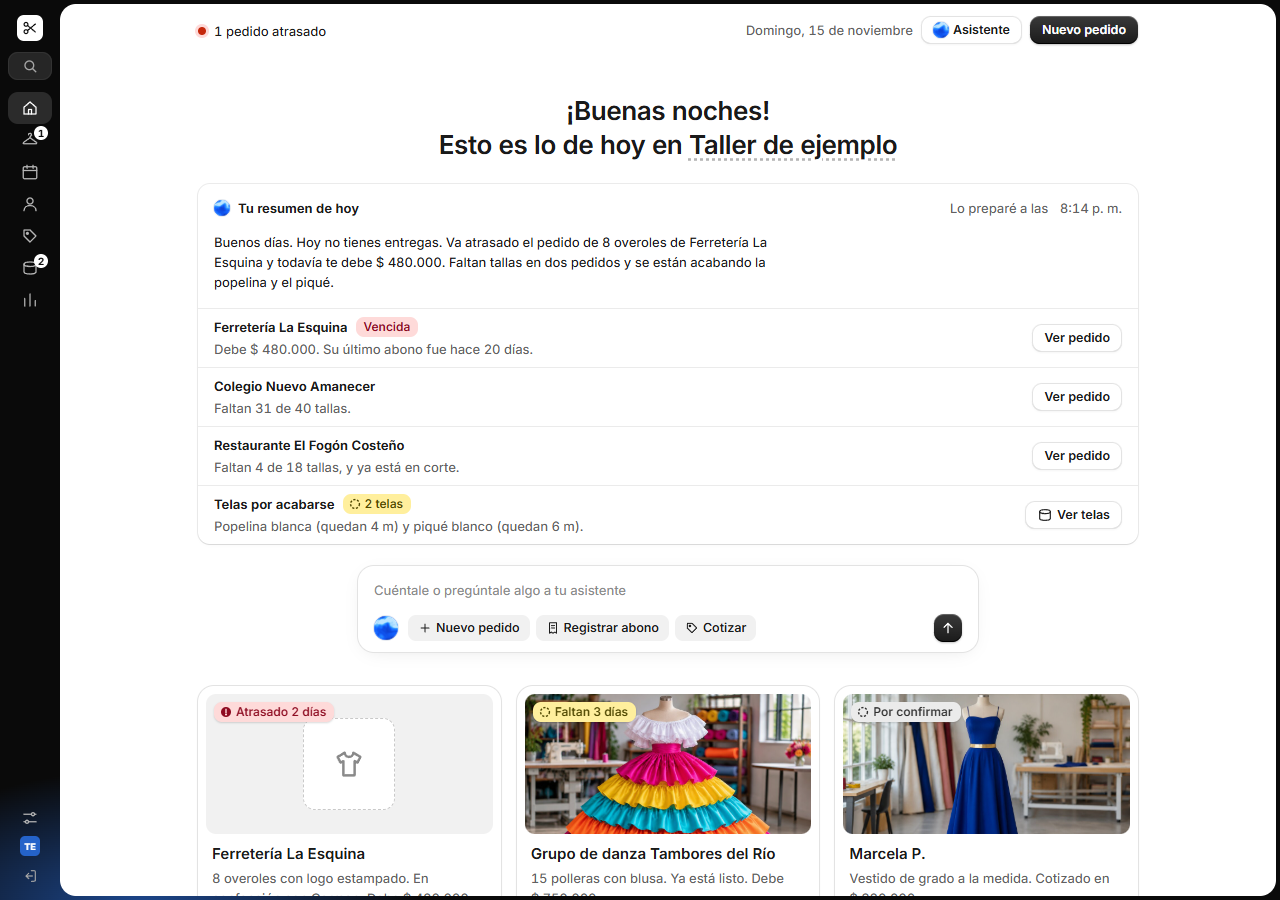 1 pedido atrasado
Domingo, 15 de noviembre
Asistente
Nuevo pedido
1
2
TE
¡Buenas noches!
Esto es lo de hoy en Taller de ejemplo
Tu resumen de hoy
Lo preparé a las 8:14 p. m.
Buenos días. Hoy no tienes entregas. Va atrasado el pedido de 8 overoles de Ferretería La
Esquina y todavía te debe $ 480.000. Faltan tallas en dos pedidos y se están acabando la
popelina y el piqué.
Ferretería La Esquina Vencida
Debe $ 480.000. Su último abono fue hace 20 días.
Ver pedido
Colegio Nuevo Amanecer
Faltan 31 de 40 tallas.
Ver pedido
Restaurante El Fogón Costeño
Faltan 4 de 18 tallas, y ya está en corte.
Ver pedido
Telas por acabarse 2 telas
Popelina blanca (quedan 4 m) y piqué blanco (quedan 6 m).
Ver telas
Cuéntale o pregúntale algo a tu asistente
Nuevo pedido
Registrar abono
Cotizar
Atrasado 2 días
Ferretería La Esquina
8 overoles con logo estampado. En
Faltan 3 días
Grupo de danza Tambores del Río
15 polleras con blusa. Ya está listo. Debe
Por confirmar
Marcela P.
Vestido de grado a la medida. Cotizado en